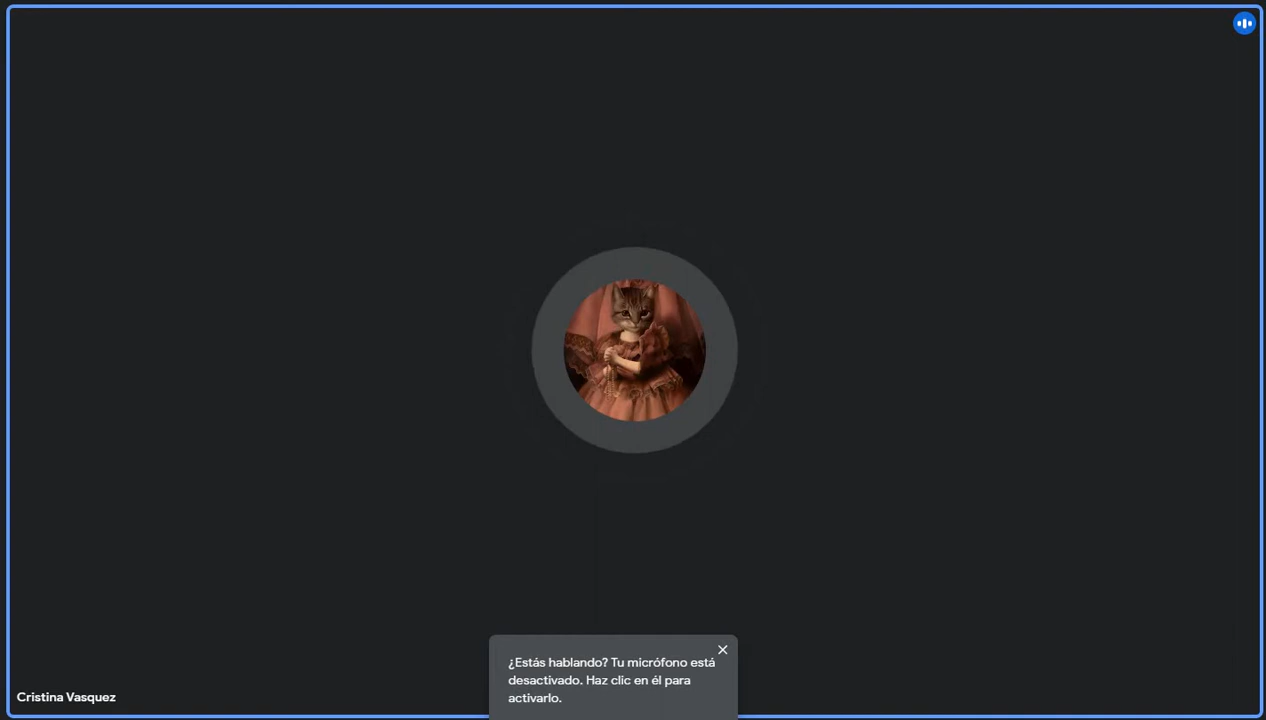 ¿Estás hablando? Tu micrófono está
desactivado. Haz clic en él para
activarlo.
Cristina Vasquez